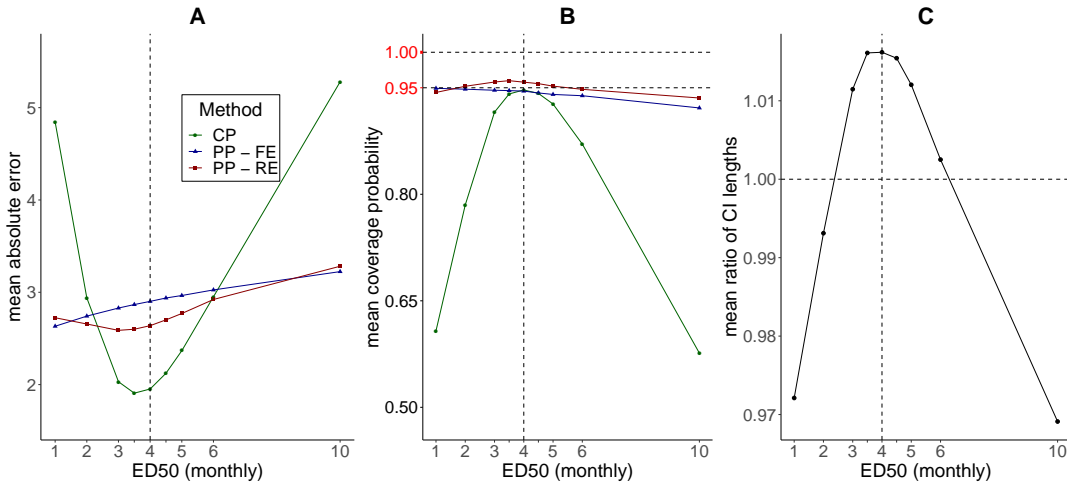 A
mean absolute error
5
4
3
2
Method
CP
PP − FE
PP − RE
1 2 3 4 5 6 10
ED50 (monthly)
B
mean coverage probability
1.00
0.95
0.80
0.65
0.50
1 2 3 4 5 6 10
ED50 (monthly)
C
mean ratio of CI lengths
1.01
1.00
0.99
0.98
0.97
1 2 3 4 5 6 10
ED50 (monthly)